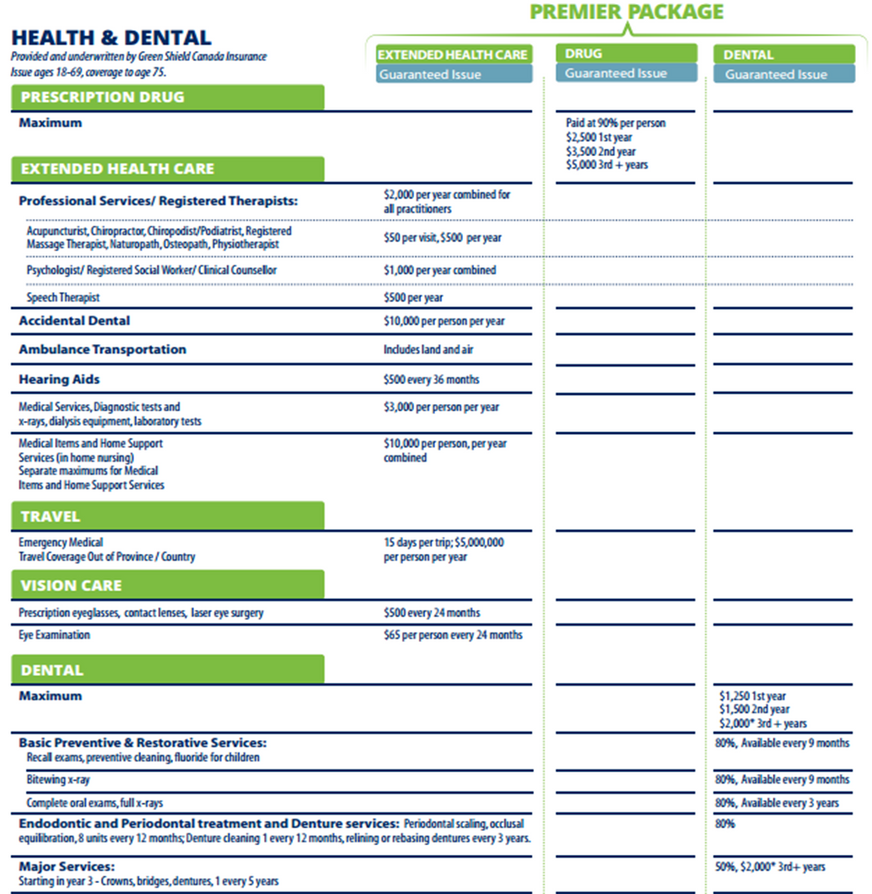 PREMIER PACKAGE
HEALTH & DENTAL
Provided and underwritten by Green Shield Canada Insurance
Issue ages 18-69, coverage to age 75.
EXTENDED HEALTH CARE
Guaranteed Issue
DRUG
Guaranteed Issue
DENTAL
Guaranteed Issue
PRESCRIPTION DRUG
Maximum
Paid at 90% per person
$2,500 1st year
$3,500 2nd year
$5,000 3rd + years
EXTENDED HEALTH CARE
Professional Services/ Registered Therapists:
$2,000 per year combined for
all practitioners
Acupuncturist, Chiropractor, Chiropodist/Podiatrist, Registered
Massage Therapist, Naturopath, Osteopath, Physiotherapist
$50 per visit, $500 per year
Psychologist/ Registered Social Worker/ Clinical Counsellor
$1,000 per year combined
Speech Therapist
$500 per year
Accidental Dental
$10,000 per person per year
Ambulance Transportation
Includes land and air
Hearing Aids
$500 every 36 months
Medical Services, Diagnostic tests and
x-rays, dialysis equipment, laboratory tests
$3,000 per person per year
Medical Items and Home Support
Services (in home nursing)
Separate maximums for Medical
Items and Home Support Services
$10,000 per person, per year
combined
TRAVEL
Emergency Medical
Travel Coverage Out of Province / Country
15 days per trip; $5,000,000
per person per year
VISION CARE
Prescription eyeglasses, contact lenses, laser eye surgery
$500 every 24 months
Eye Examination
$65 per person every 24 months
DENTAL
Maximum
$1,250 1st year
$1,500 2nd year
$2,000* 3rd + years
Basic Preventive & Restorative Services:
Recall exams, preventive cleaning, fluoride for children
80%, Available every 9 months
Bitewing x-ray
80%, Available every 9 months
Complete oral exams, full x-rays
80%, Available every 3 years
Endodontic and Periodontal treatment and Denture services: Periodontal scaling, occlusal
equilibration, 8 units every 12 months; Denture cleaning 1 every 12 months, relining or rebasing dentures every 3 years.
80%
Major Services:
Starting in year 3 - Crowns, bridges, dentures, 1 every 5 years
50%, $2,000* 3rd+ years